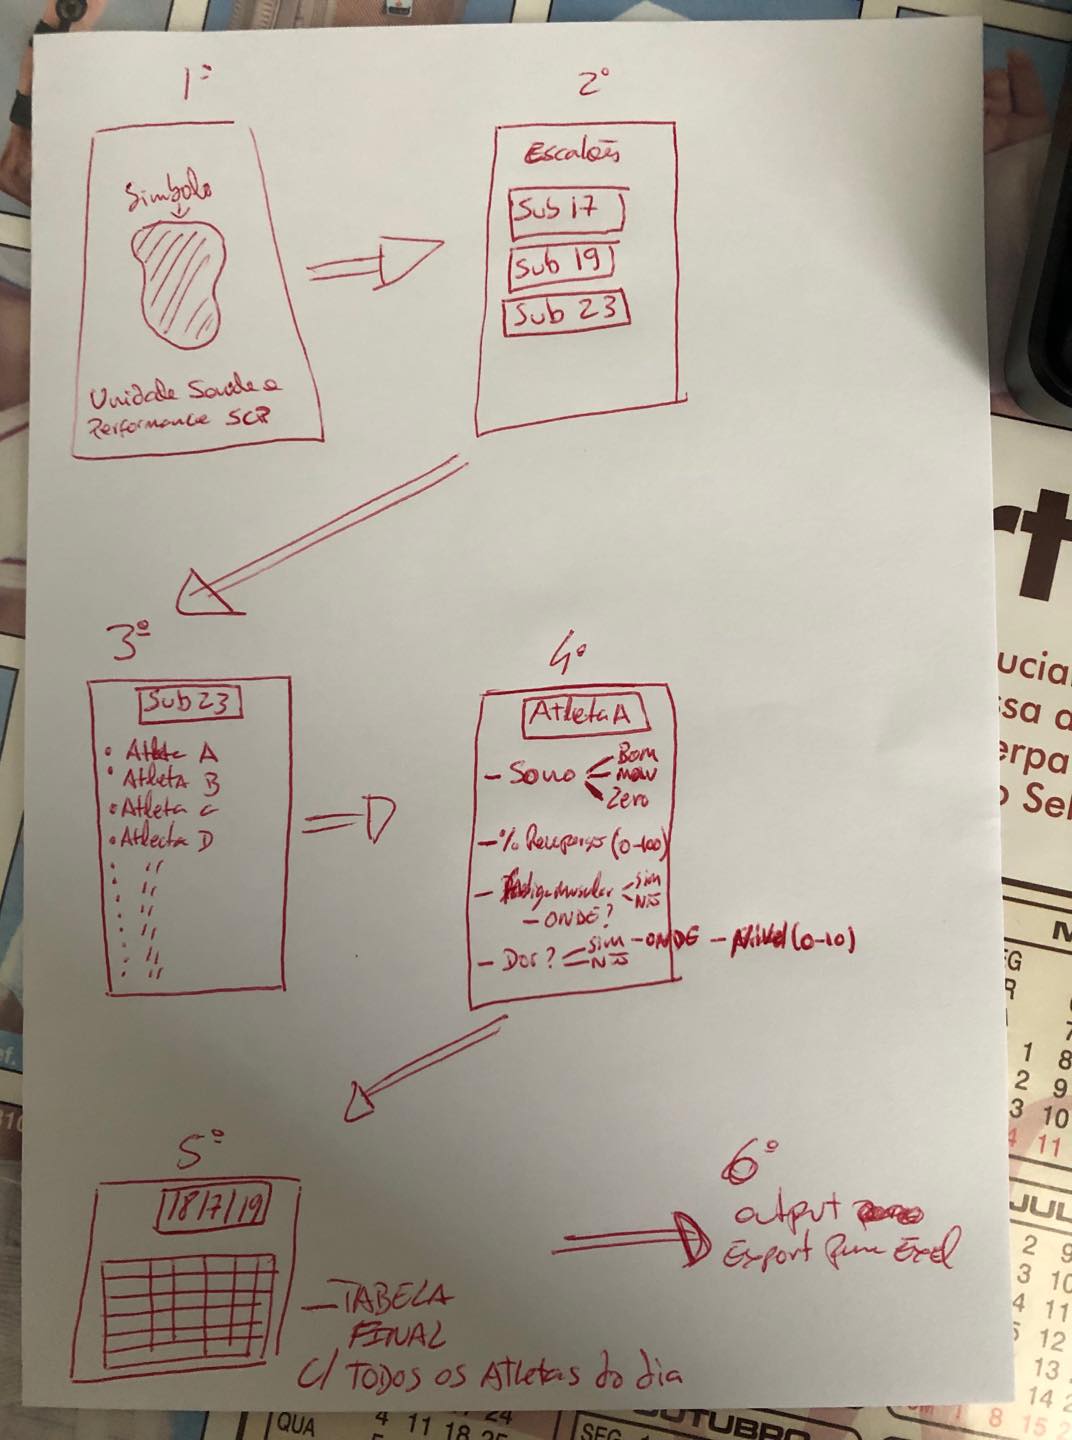 1º
Simbolo
Unidade Saude e
Performance SCP
2º
Escalões
Sub 17
Sub 19
Sub 23
3º
Sub 23
Atleta A
Atleta B
Atleta C
Atlecta D
"
"
"
"
"
"
4º
Atleta A
- Sono
Bom
mau
Zero
- % Recuperaso (0-100)
- Fadiga muscular
sim
Não
- ONDE?
- Dor?
sim - ONDE - Nivel (0-10)
Não
5º
18/7/19
- TABELA
FINAL
C/ TODOS OS Atletas do dia
6º
output
Export para Excel
rt
ucia
ssa d
erpa
o Sel
M
EG
R
1 8
2 9
3 10
4 11
JUL
2 9
3 10
4 11
5 12
13
14
8 15
QUA
4 11 18 25
OUTUBRO
SEG